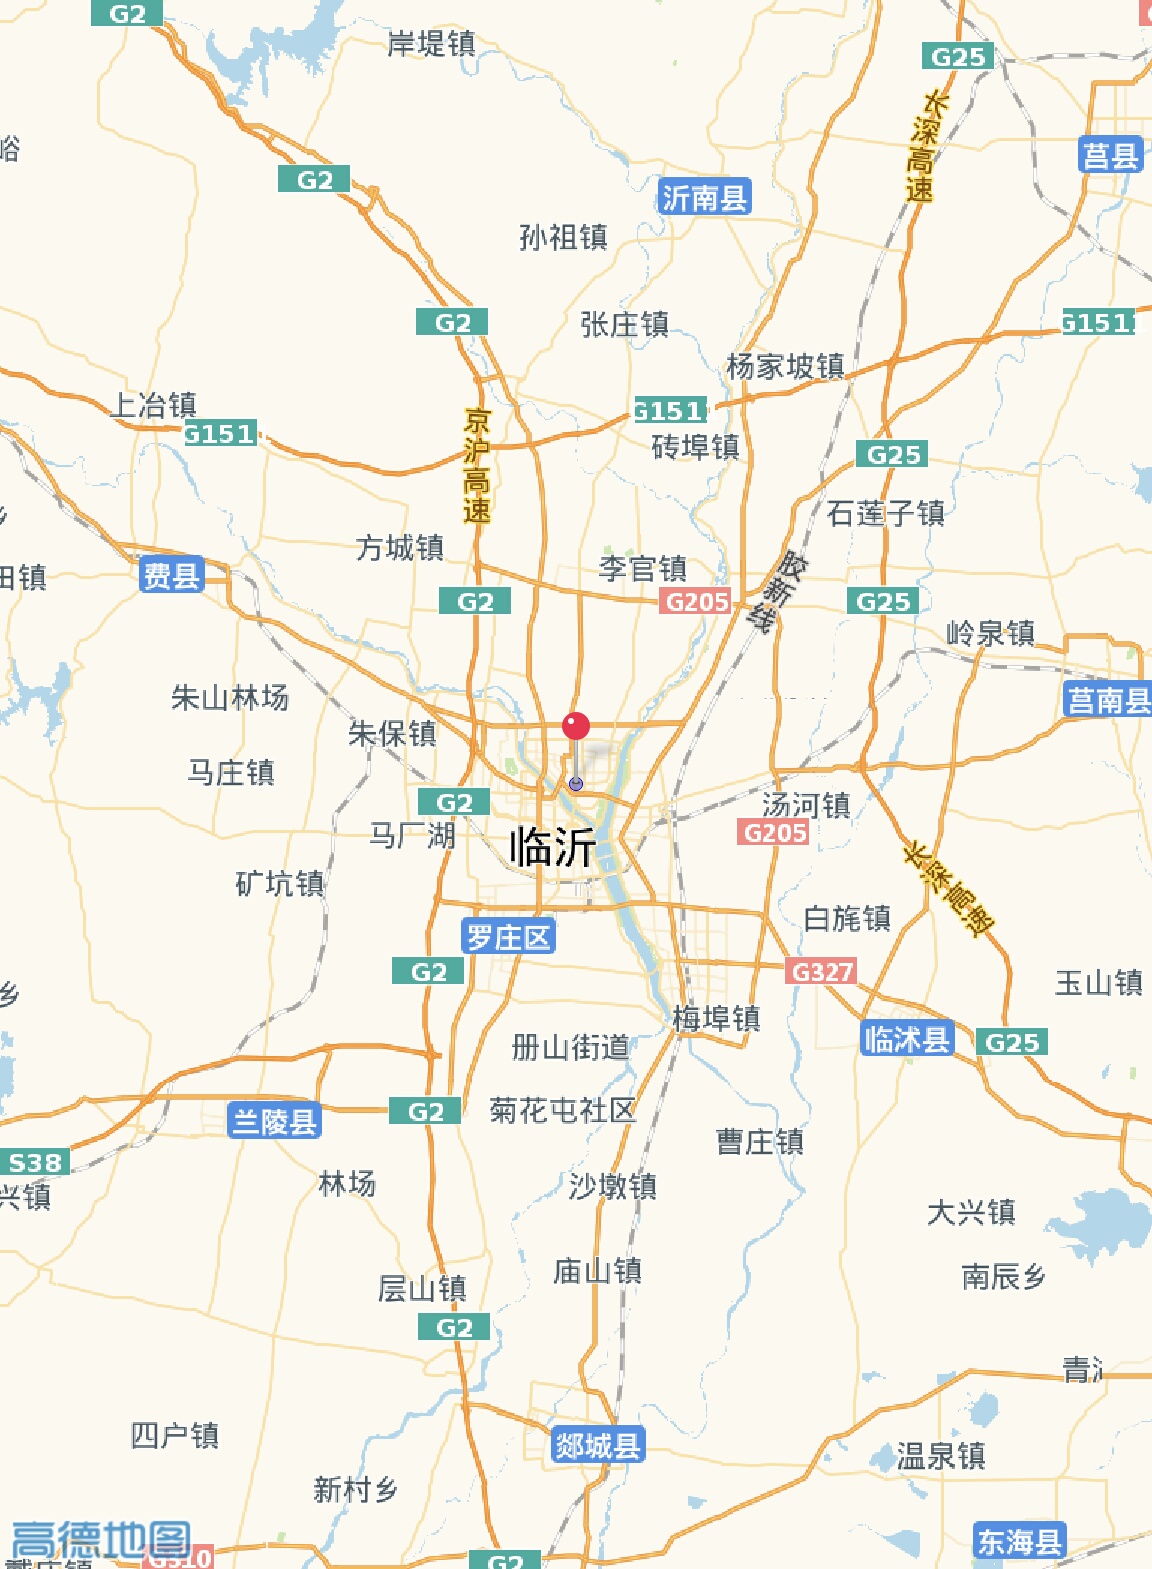 G2
岸堤镇
G25
长深高速
峪
莒县
G2
沂南县
孙祖镇
G2
张庄镇
G151
杨家坡镇
上冶镇
G151
G151
京沪高速
砖埠镇
G25
石莲子镇
方城镇
李官镇
胶新线
费县
田镇
G2
G205
G25
岭泉镇
朱山林场
莒南县
朱保镇
马庄镇
G2
汤河镇
马厂湖
临沂
G205
长深高速
矿坑镇
白旄镇
罗庄区
G2
G327
玉山镇
乡
梅埠镇
册山街道
临沭县
G25
兰陵县
G2
菊花屯社区
曹庄镇
S38
兴镇
林场
沙墩镇
大兴镇
庙山镇
南辰乡
层山镇
G2
青
四户镇
郯城县
温泉镇
新村乡
高德地图
东海县
G2